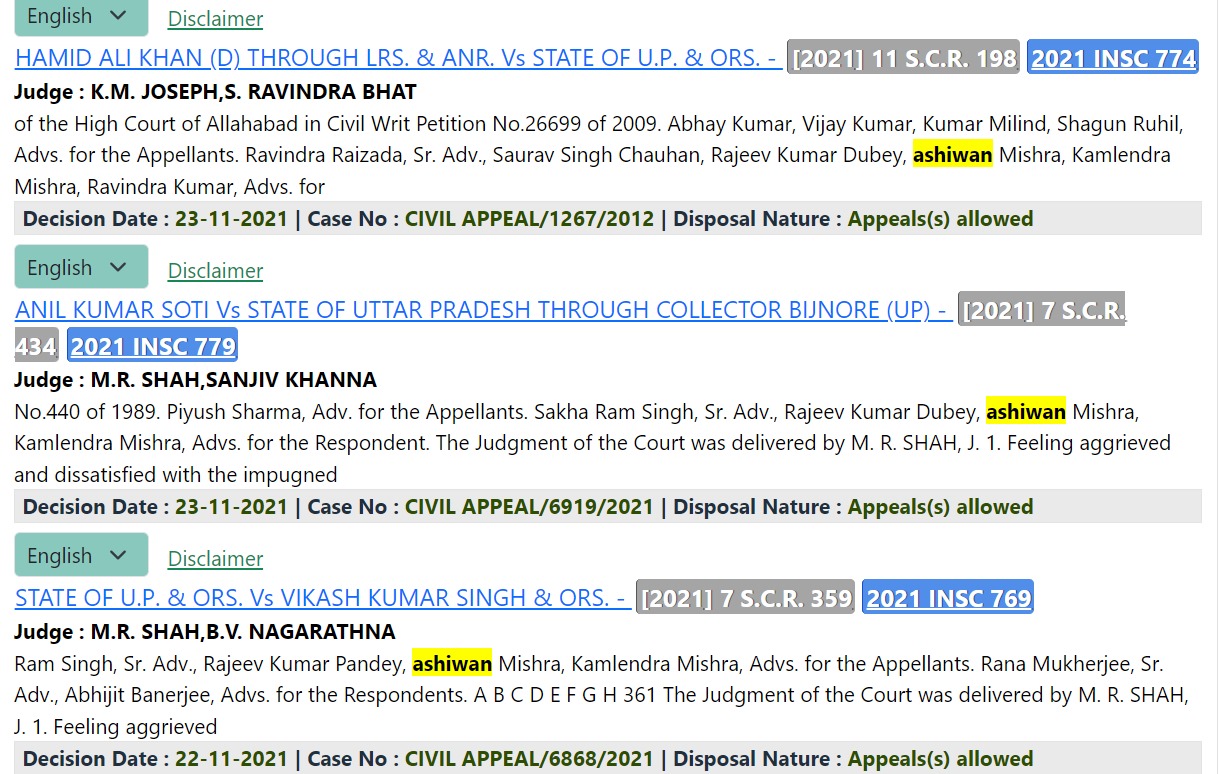 English
Disclaimer
HAMID ALI KHAN (D) THROUGH LRS. & ANR. Vs STATE OF U.P. & ORS. - [2021] 11 S.C.R. 198 2021 INSC 774
Judge : K.M. JOSEPH,S. RAVINDRA BHAT
of the High Court of Allahabad in Civil Writ Petition No.26699 of 2009. Abhay Kumar, Vijay Kumar, Kumar Milind, Shagun Ruhil,
Advs. for the Appellants. Ravindra Raizada, Sr. Adv., Saurav Singh Chauhan, Rajeev Kumar Dubey, ashiwan Mishra, Kamlendra
Mishra, Ravindra Kumar, Advs. for
Decision Date : 23-11-2021 | Case No : CIVIL APPEAL/1267/2012 | Disposal Nature : Appeals(s) allowed
English
Disclaimer
ANIL KUMAR SOTI Vs STATE OF UTTAR PRADESH THROUGH COLLECTOR BIJNORE (UP) - [2021] 7 S.C.R.
434 2021 INSC 779
Judge : M.R. SHAH,SANJIV KHANNA
No.440 of 1989. Piyush Sharma, Adv. for the Appellants. Sakha Ram Singh, Sr. Adv., Rajeev Kumar Dubey, ashiwan Mishra,
Kamlendra Mishra, Advs. for the Respondent. The Judgment of the Court was delivered by M. R. SHAH, J. 1. Feeling aggrieved
and dissatisfied with the impugned
Decision Date : 23-11-2021 | Case No : CIVIL APPEAL/6919/2021 | Disposal Nature : Appeals(s) allowed
English
Disclaimer
STATE OF U.P. & ORS. Vs VIKASH KUMAR SINGH & ORS. - [2021] 7 S.C.R. 359 2021 INSC 769
Judge : M.R. SHAH,B.V. NAGARATHNA
Ram Singh, Sr. Adv., Rajeev Kumar Pandey, ashiwan Mishra, Kamlendra Mishra, Advs. for the Appellants. Rana Mukherjee, Sr.
Adv., Abhijit Banerjee, Advs. for the Respondents. A B C D E F G H 361 The Judgment of the Court was delivered by M. R. SHAH,
J. 1. Feeling aggrieved
Decision Date : 22-11-2021 | Case No : CIVIL APPEAL/6868/2021 | Disposal Nature : Appeals(s) allowed